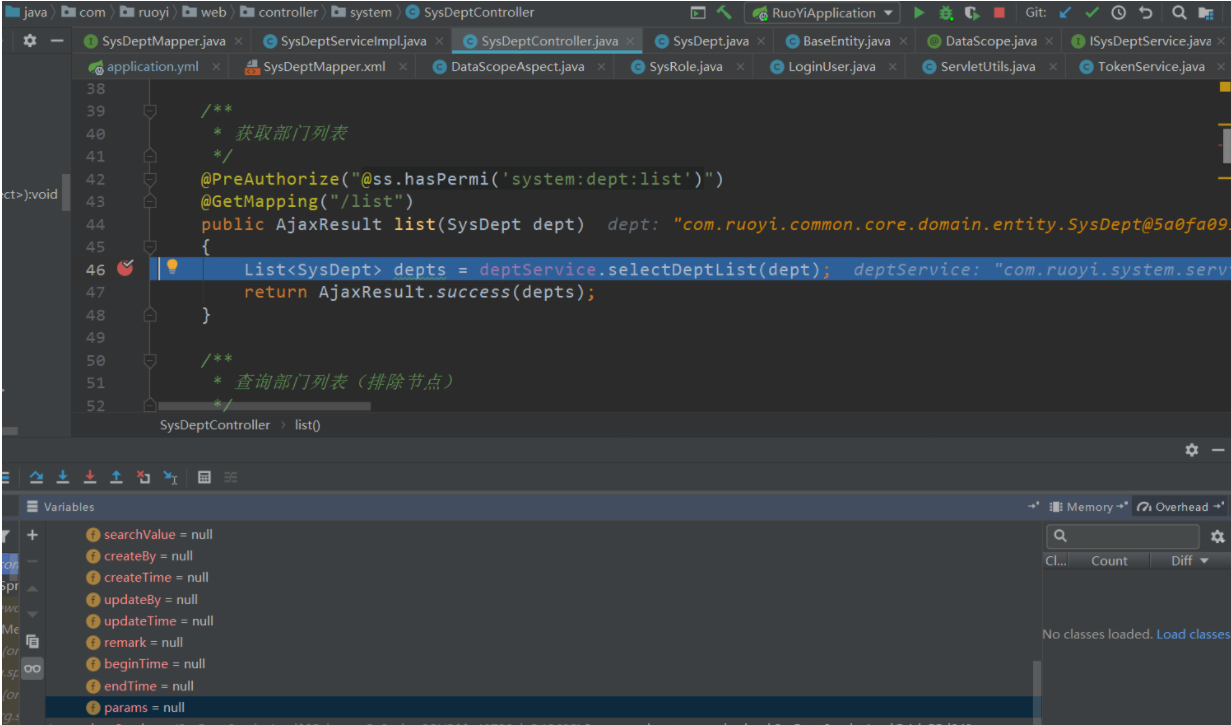 java com ruoyi web controller system SysDeptController RuoYiApplication Git:
SysDeptMapper.java SysDeptServiceImpl.java SysDeptController.java SysDept.java BaseEntity.java DataScope.java ISysDeptService.java
application.yml SysDeptMapper.xml DataScopeAspect.java SysRole.java LoginUser.java ServletUtils.java TokenService.java
38
39 /**
40 * 获取部门列表
41 */
42 @PreAuthorize("@ss.hasPermi('system:dept:list')")
ect>):void
43 @GetMapping("/list")
44 public AjaxResult list(SysDept dept) dept: "com.ruoyi.common.core.domain.entity.SysDept@5a0fa09
45 {
46 List<SysDept> depts = deptService.selectDeptList(dept); deptService: "com.ruoyi.system.serv
47 return AjaxResult.success(depts);
48 }
49
50 /**
51 * 查询部门列表（排除节点）
52 */
SysDeptController list()
Variables Memory Overhead
searchValue = null
createBy = null
Cl... Count Diff
createTime = null
updateBy = null
updateTime = null
No classes loaded. Load classes
remark = null
beginTime = null
endTime = null
params = null